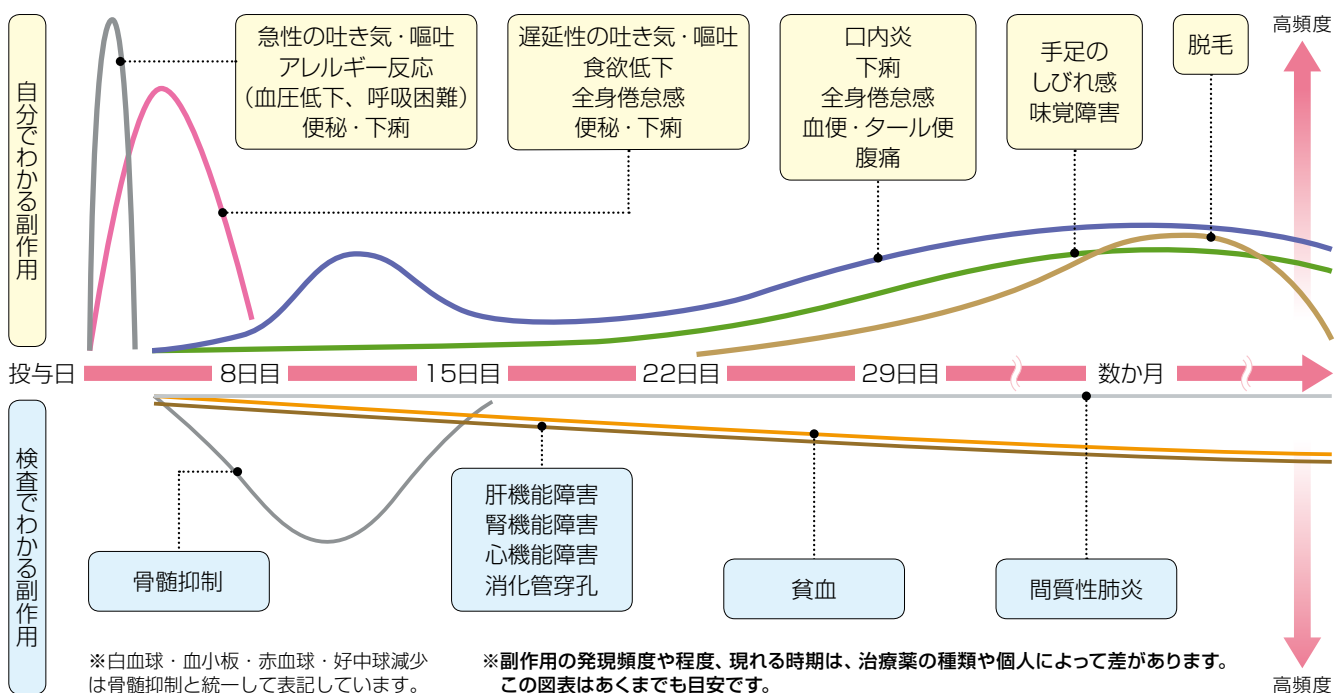 自分でわかる副作用
急性の吐き気・嘔吐
アレルギー反応
（血圧低下、呼吸困難）
便秘・下痢
遅延性の吐き気・嘔吐
食欲低下
全身倦怠感
便秘・下痢
口内炎
下痢
全身倦怠感
血便・タール便
腹痛
手足の
しびれ感
味覚障害
脱毛
高頻度
投与日
8日目
15日目
22日目
29日目
数か月
検査でわかる副作用
骨髄抑制
肝機能障害
腎機能障害
心機能障害
消化管穿孔
貧血
間質性肺炎
高頻度
※白血球・血小板・赤血球・好中球減少
は骨髄抑制と統一して表記しています。
※副作用の発現頻度や程度、現れる時期は、治療薬の種類や個人によって差があります。
この図表はあくまでも目安です。